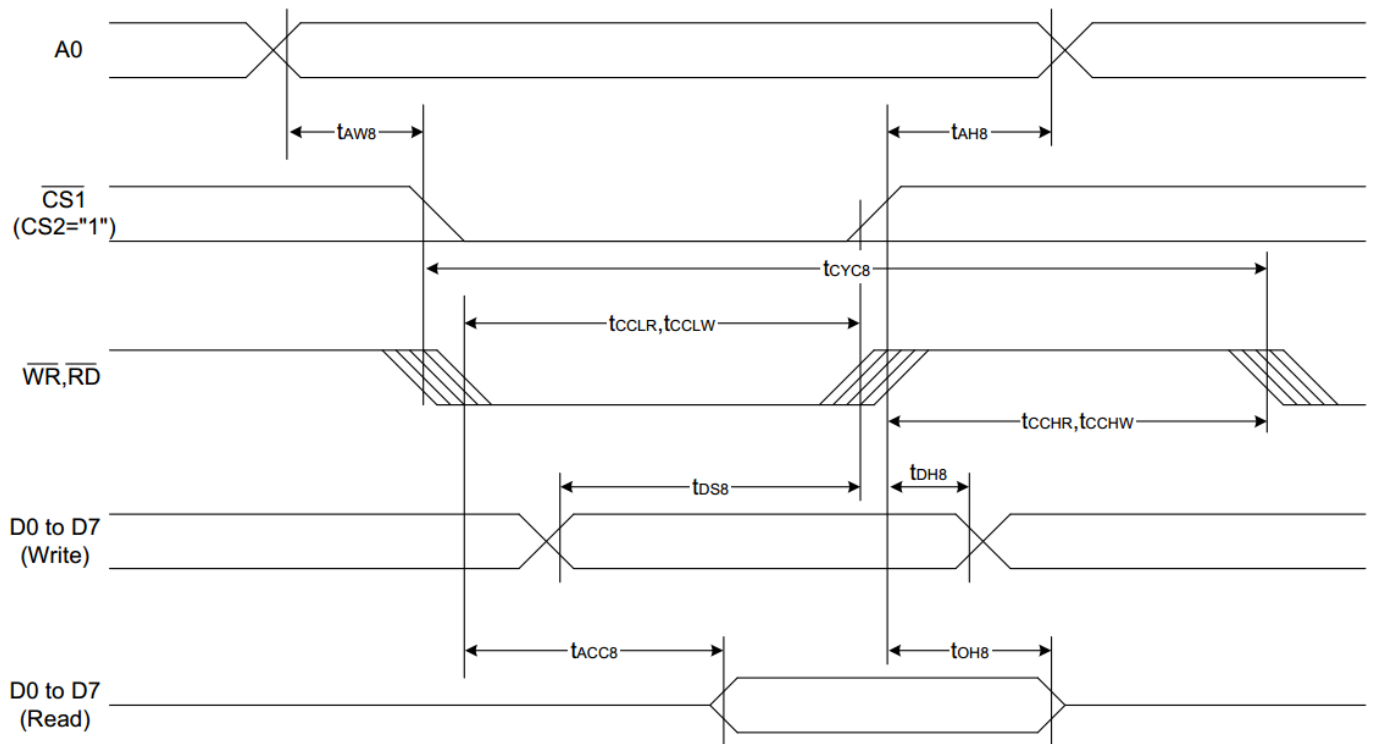 A0
tAW8
tAH8
CS1
(CS2="1")
tCYC8
tCCLR,tCCLW
WR,RD
tCCHR,tCCHW
tDS8
tDH8
D0 to D7
(Write)
tACC8
tOH8
D0 to D7
(Read)